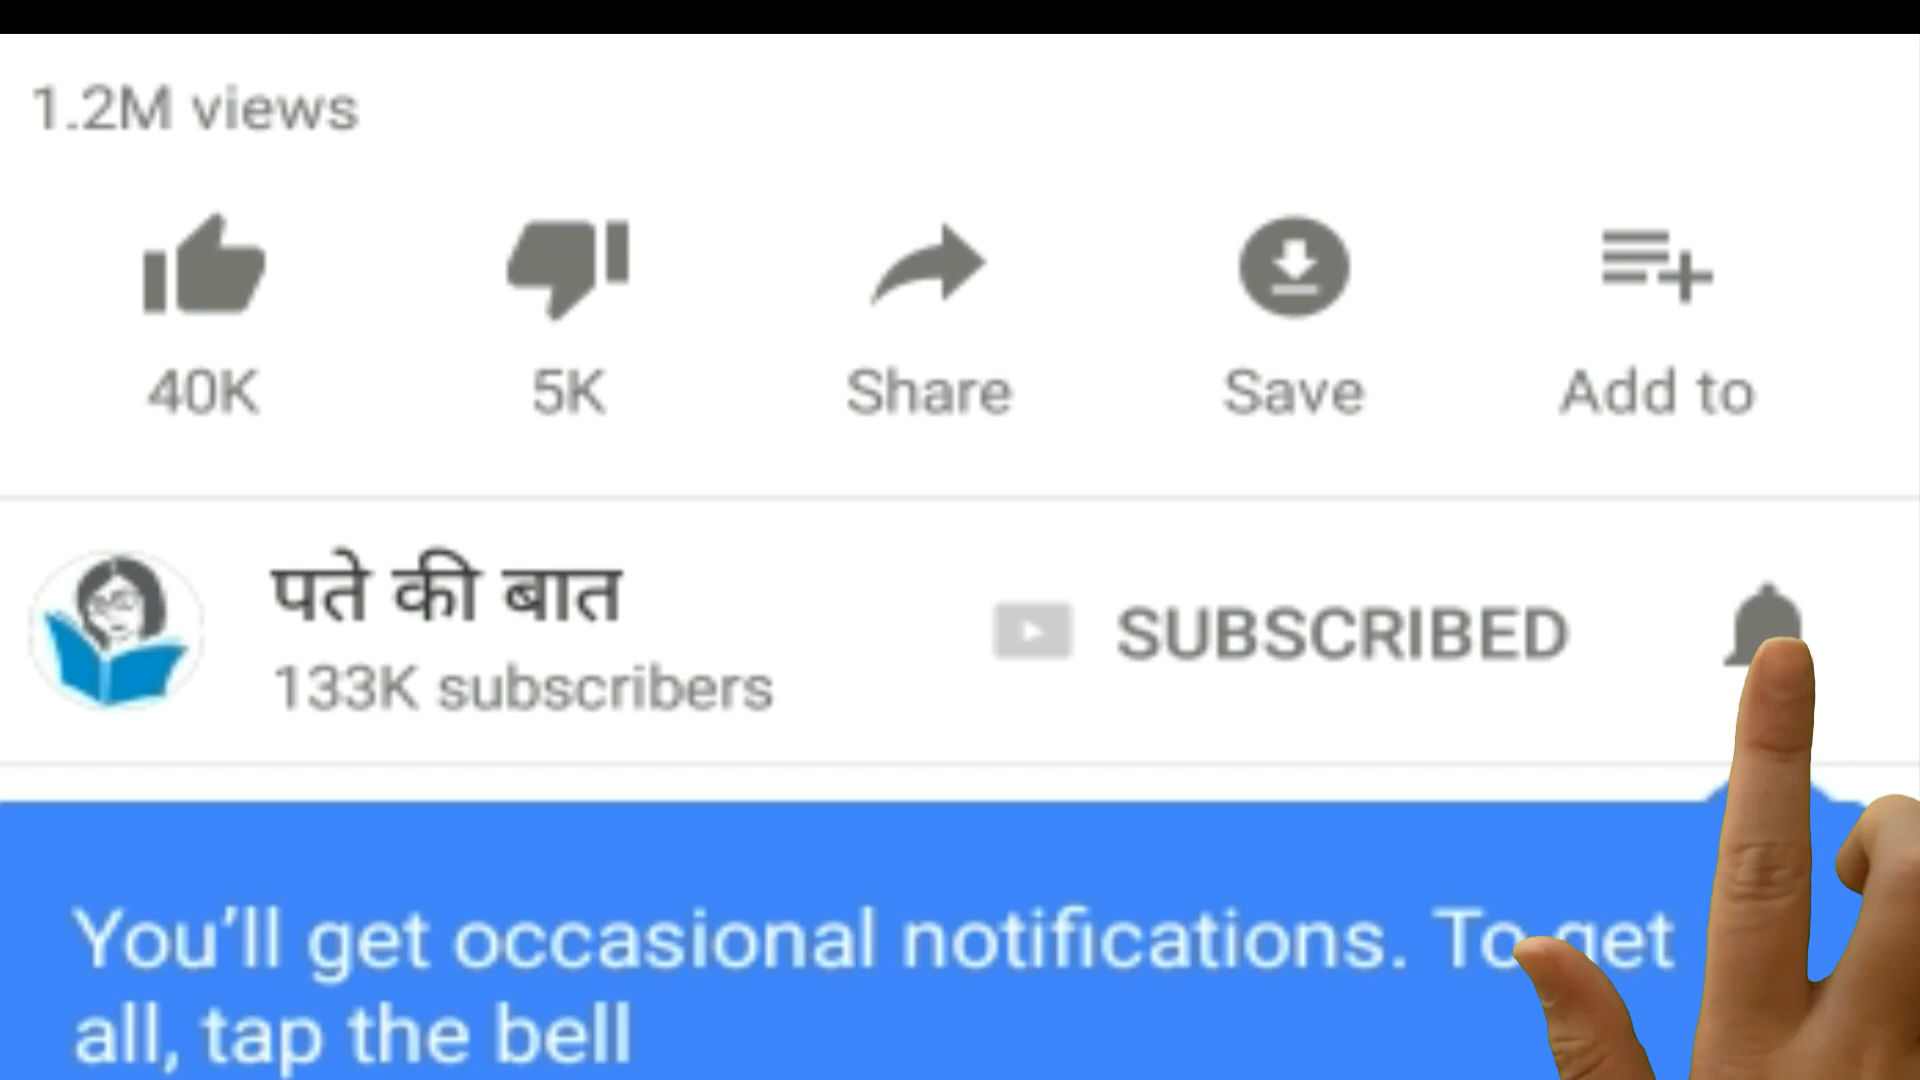 1.2M views
40K 5K Share Save Add to
पते की बात
133K subscribers
SUBSCRIBED
You’ll get occasional notifications. To get
all, tap the bell